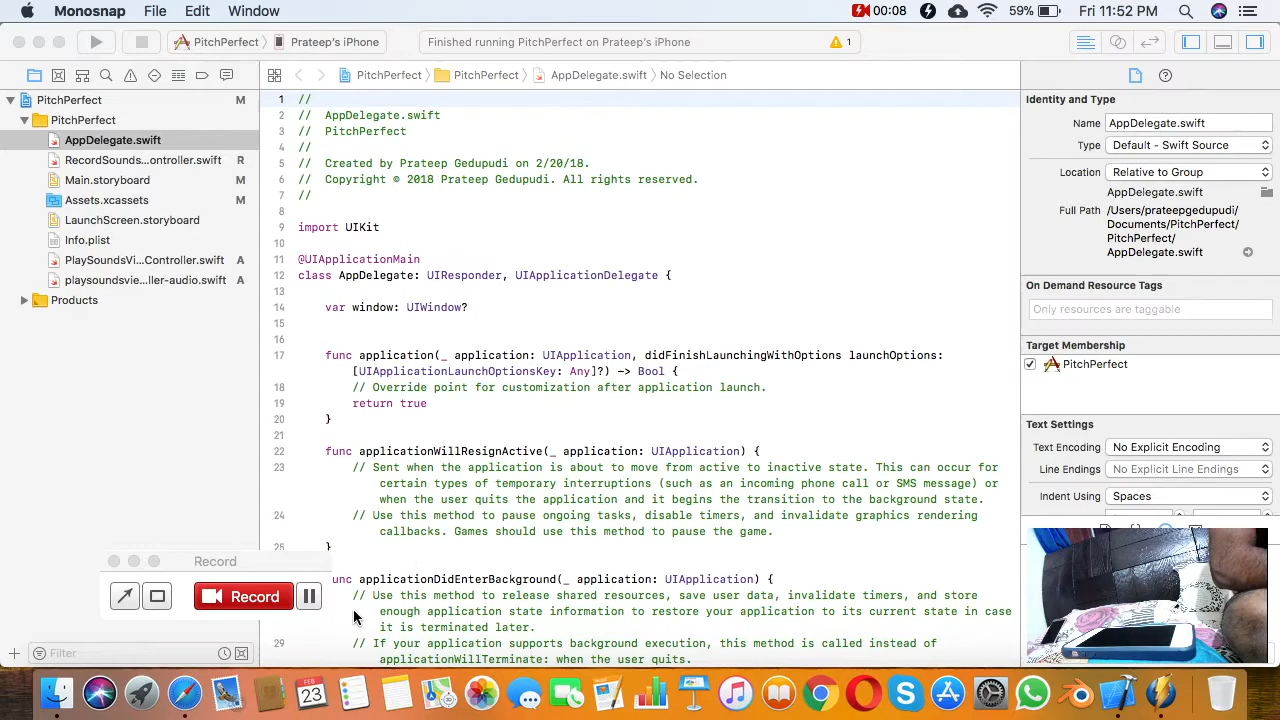 Monosnap File Edit Window 00:08 59% Fri 11:52 PM
PitchPerfect Prateep's iPhone Finished running PitchPerfect on Prateep's iPhone 1
PitchPerfect PitchPerfect AppDelegate.swift No Selection
PitchPerfect M
PitchPerfect
AppDelegate.swift
RecordSounds...ontroller.swift R
Main.storyboard M
Assets.xcassets M
LaunchScreen.storyboard
Info.plist
PlaySoundsVi...Controller.swift A
playsoundsvie...ller-audio.swift A
Products
Filter
1 //
2 // AppDelegate.swift
3 // PitchPerfect
4 //
5 // Created by Prateep Gedupudi on 2/20/18.
6 // Copyright © 2018 Prateep Gedupudi. All rights reserved.
7 //
8
9 import UIKit
10
11 @UIApplicationMain
12 class AppDelegate: UIResponder, UIApplicationDelegate {
13
14 var window: UIWindow?
15
16
17 func application(_ application: UIApplication, didFinishLaunchingWithOptions launchOptions:
[UIApplicationLaunchOptionsKey: Any]?) -> Bool {
18 // Override point for customization after application launch.
19 return true
20 }
21
22 func applicationWillResignActive(_ application: UIApplication) {
23 // Sent when the application is about to move from active to inactive state. This can occur for
certain types of temporary interruptions (such as an incoming phone call or SMS message) or
when the user quits the application and it begins the transition to the background state.
24 // Use this method to pause ongoing tasks, disable timers, and invalidate graphics rendering
callbacks. Games should use this method to pause the game.
25 }
unc applicationDidEnterBackground(_ application: UIApplication) {
// Use this method to release shared resources, save user data, invalidate timers, and store
enough application state information to restore your application to its current state in case
it is terminated later.
29 // If your application supports background execution, this method is called instead of
applicationWillTerminate: when the user quits.
Record
Record
Identity and Type
Name AppDelegate.swift
Type Default - Swift Source
Location Relative to Group
AppDelegate.swift
Full Path /Users/prateepgedupudi/
Documents/PitchPerfect/
PitchPerfect/
AppDelegate.swift
On Demand Resource Tags
Only resources are taggable
Target Membership
PitchPerfect
Text Settings
Text Encoding No Explicit Encoding
Line Endings No Explicit Line Endings
Indent Using Spaces
FEB
23